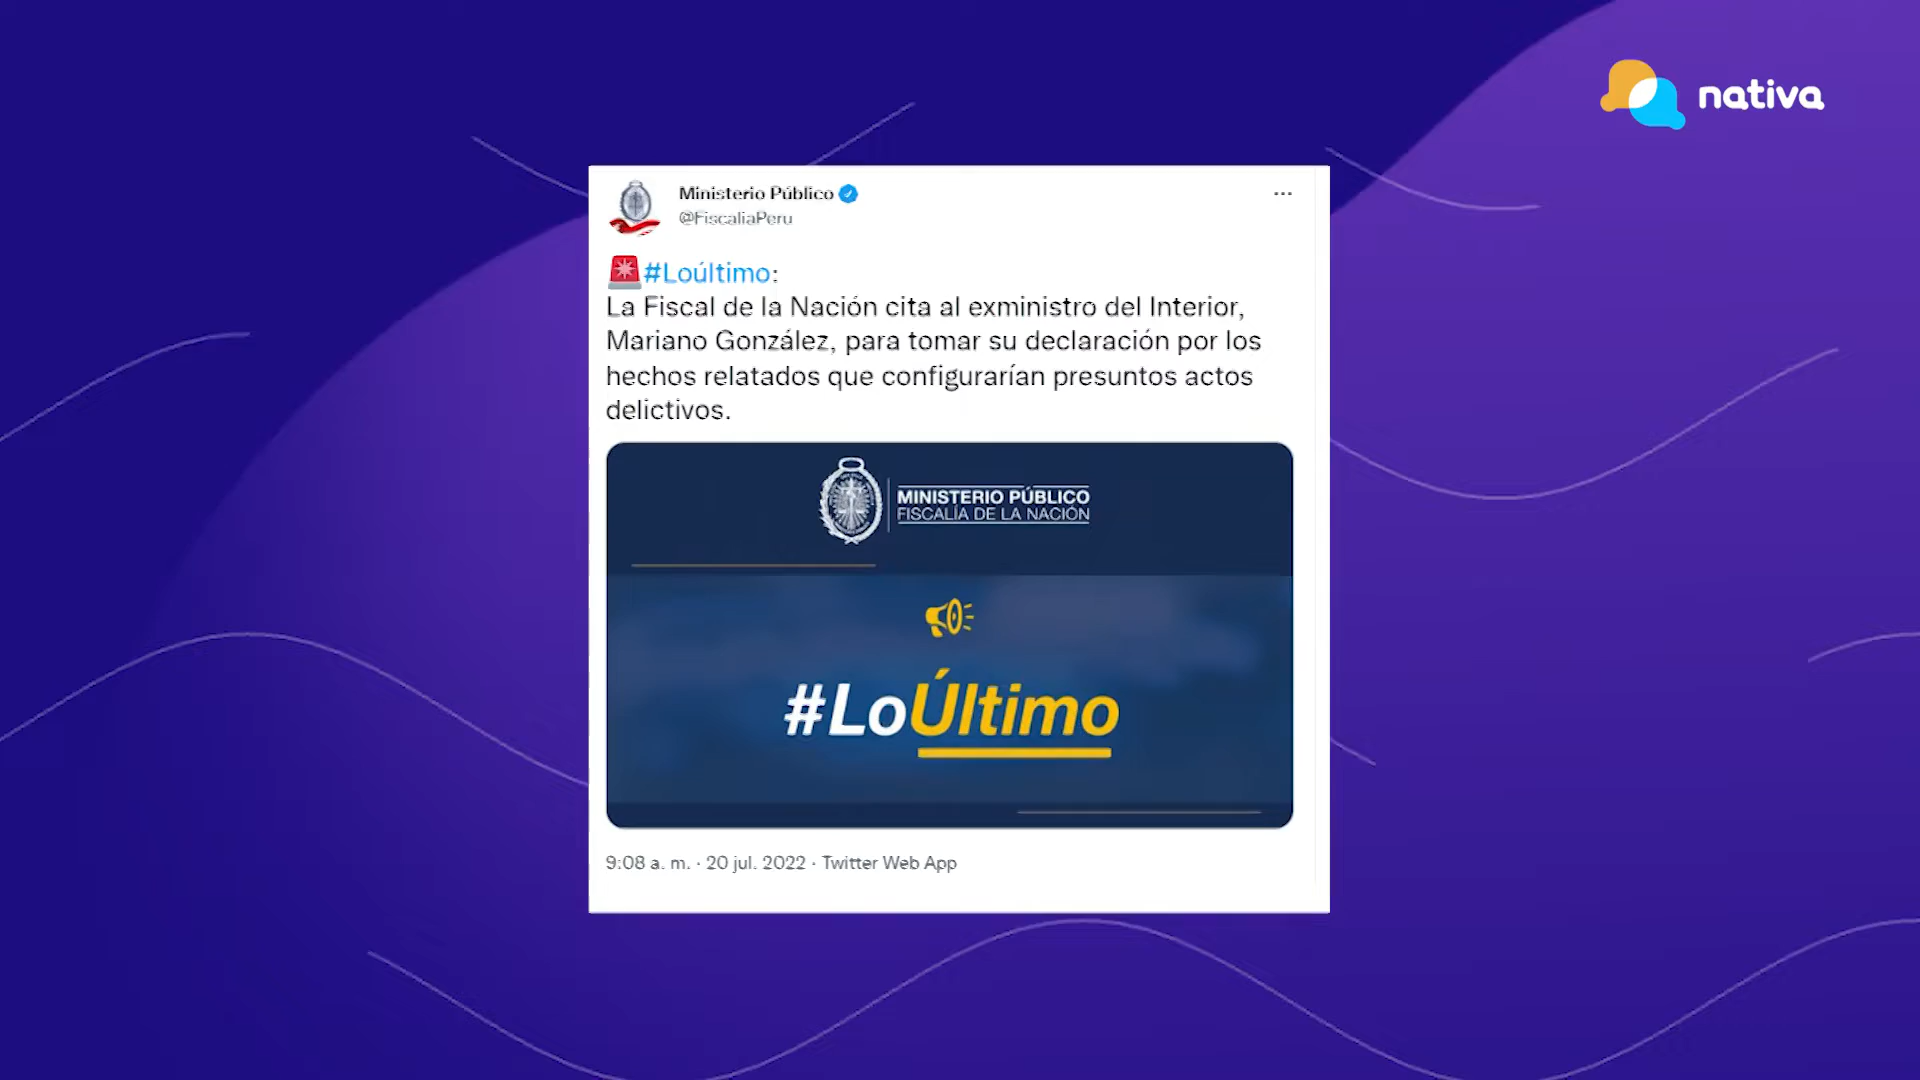 nativa
Ministerio Público
@FiscaliaPeru
#Loúltimo:
La Fiscal de la Nación cita al exministro del Interior,
Mariano González, para tomar su declaración por los
hechos relatados que configurarían presuntos actos
delictivos.
MINISTERIO PÚBLICO
FISCALÍA DE LA NACIÓN
#LoÚltimo
9:08 a. m. · 20 jul. 2022 · Twitter Web App